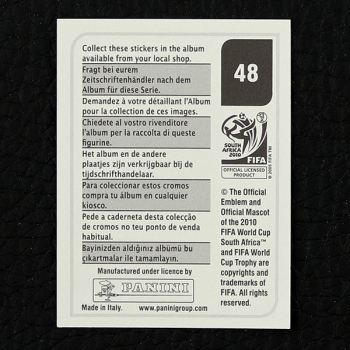 Collect these stickers in the album
available from your local shop.
Fragt bei eurem
Zeitschriftenhändler nach dem
Album für diese Serie.
Demandez à votre détaillant l'Album
pour la collection de ces images.
Chiedete al vostro rivenditore
l'album per la raccolta di queste
figurine.
Het album en de andere
plaatjes zijn verkrijgbaar bij de
tijdschrifthandelaar.
Para coleccionar estos cromos
compra tu álbum en cualquier
kiosco.
Pede a caderneta desta colecção
de cromos no teu ponto de venda
habitual.
Bayinizden aldığınız albümü bu
çıkartmalar ile tamamlayın.
Manufactured under licence by
PANINI
Made in Italy. www.paninigroup.com
48
SOUTH AFRICA
2010
FIFA
© 2005 FIFA TM
OFFICIAL LICENSED
PRODUCT
© The Official
Emblem and
Official Mascot
of the 2010
FIFA World Cup
South Africa™
and FIFA World
Cup Trophy are
copyrights and
trademarks of
FIFA. All rights
reserved.